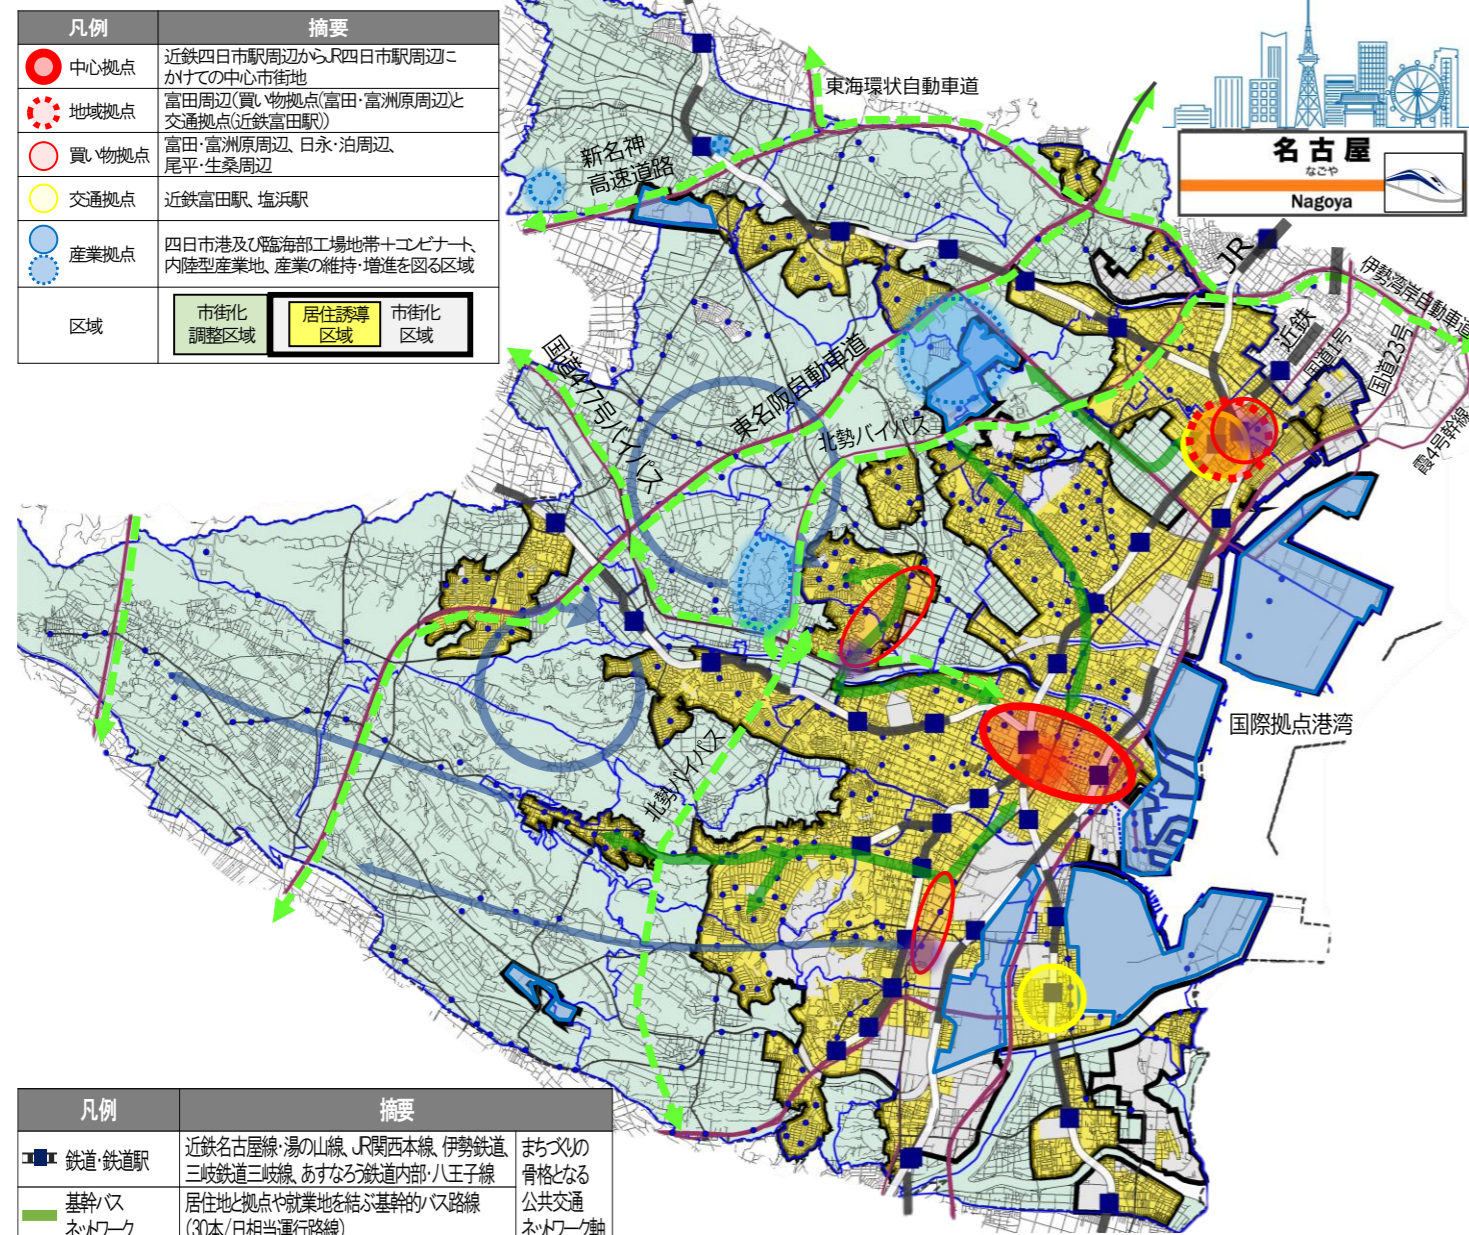 凡例
摘要
中心拠点
近鉄四日市駅周辺からJR四日市駅周辺に
かけての中心市街地
地域拠点
富田周辺(買い物拠点(富田・富洲原周辺)と
交通拠点(近鉄富田駅))
買い物拠点
富田・富洲原周辺、日永・泊周辺、
尾平・生桑周辺
交通拠点
近鉄富田駅、塩浜駅
産業拠点
四日市港及び臨海部工場地帯+コンビナート、
内陸型産業地、産業の維持・増進を図る区域
区域
市街化
調整区域
居住誘導
区域
市街化
区域
東海環状自動車道
新名神
高速道路
名古屋
なごや
Nagoya
JR
伊勢湾岸自動車道
近鉄
国道1号
国道23号
霞4号幹線
国道477号バイパス
東名阪自動車道
北勢バイパス
国際拠点港湾
北勢バイパス
凡例
摘要
鉄道・鉄道駅
近鉄名古屋線・湯の山線、JR関西本線、伊勢鉄道、
三岐鉄道三岐線、あすなろう鉄道内部・八王子線
基幹バス
ネットワーク
居住地と拠点や就業地を結ぶ基幹的バス路線
(30本/日相当運行路線)
まちづくりの
骨格となる
公共交通
ネットワーク軸